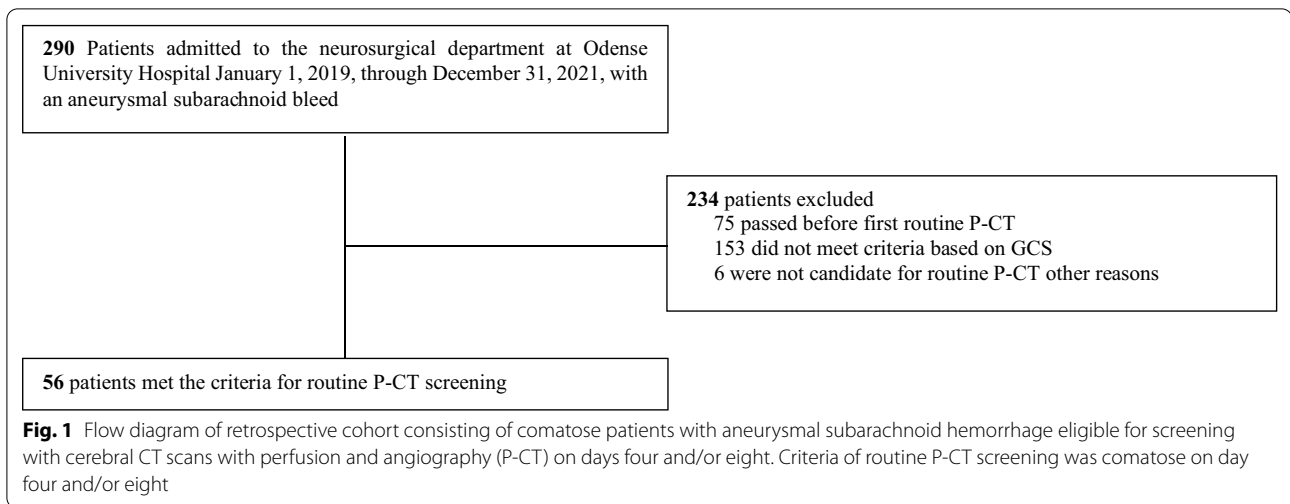 290 Patients admitted to the neurosurgical department at Odense
University Hospital January 1, 2019, through December 31, 2021, with
an aneurysmal subarachnoid bleed
234 patients excluded
75 passed before first routine P-CT
153 did not meet criteria based on GCS
6 were not candidate for routine P-CT other reasons
56 patients met the criteria for routine P-CT screening
Fig. 1 Flow diagram of retrospective cohort consisting of comatose patients with aneurysmal subarachnoid hemorrhage eligible for screening
with cerebral CT scans with perfusion and angiography (P-CT) on days four and/or eight. Criteria of routine P-CT screening was comatose on day
four and/or eight